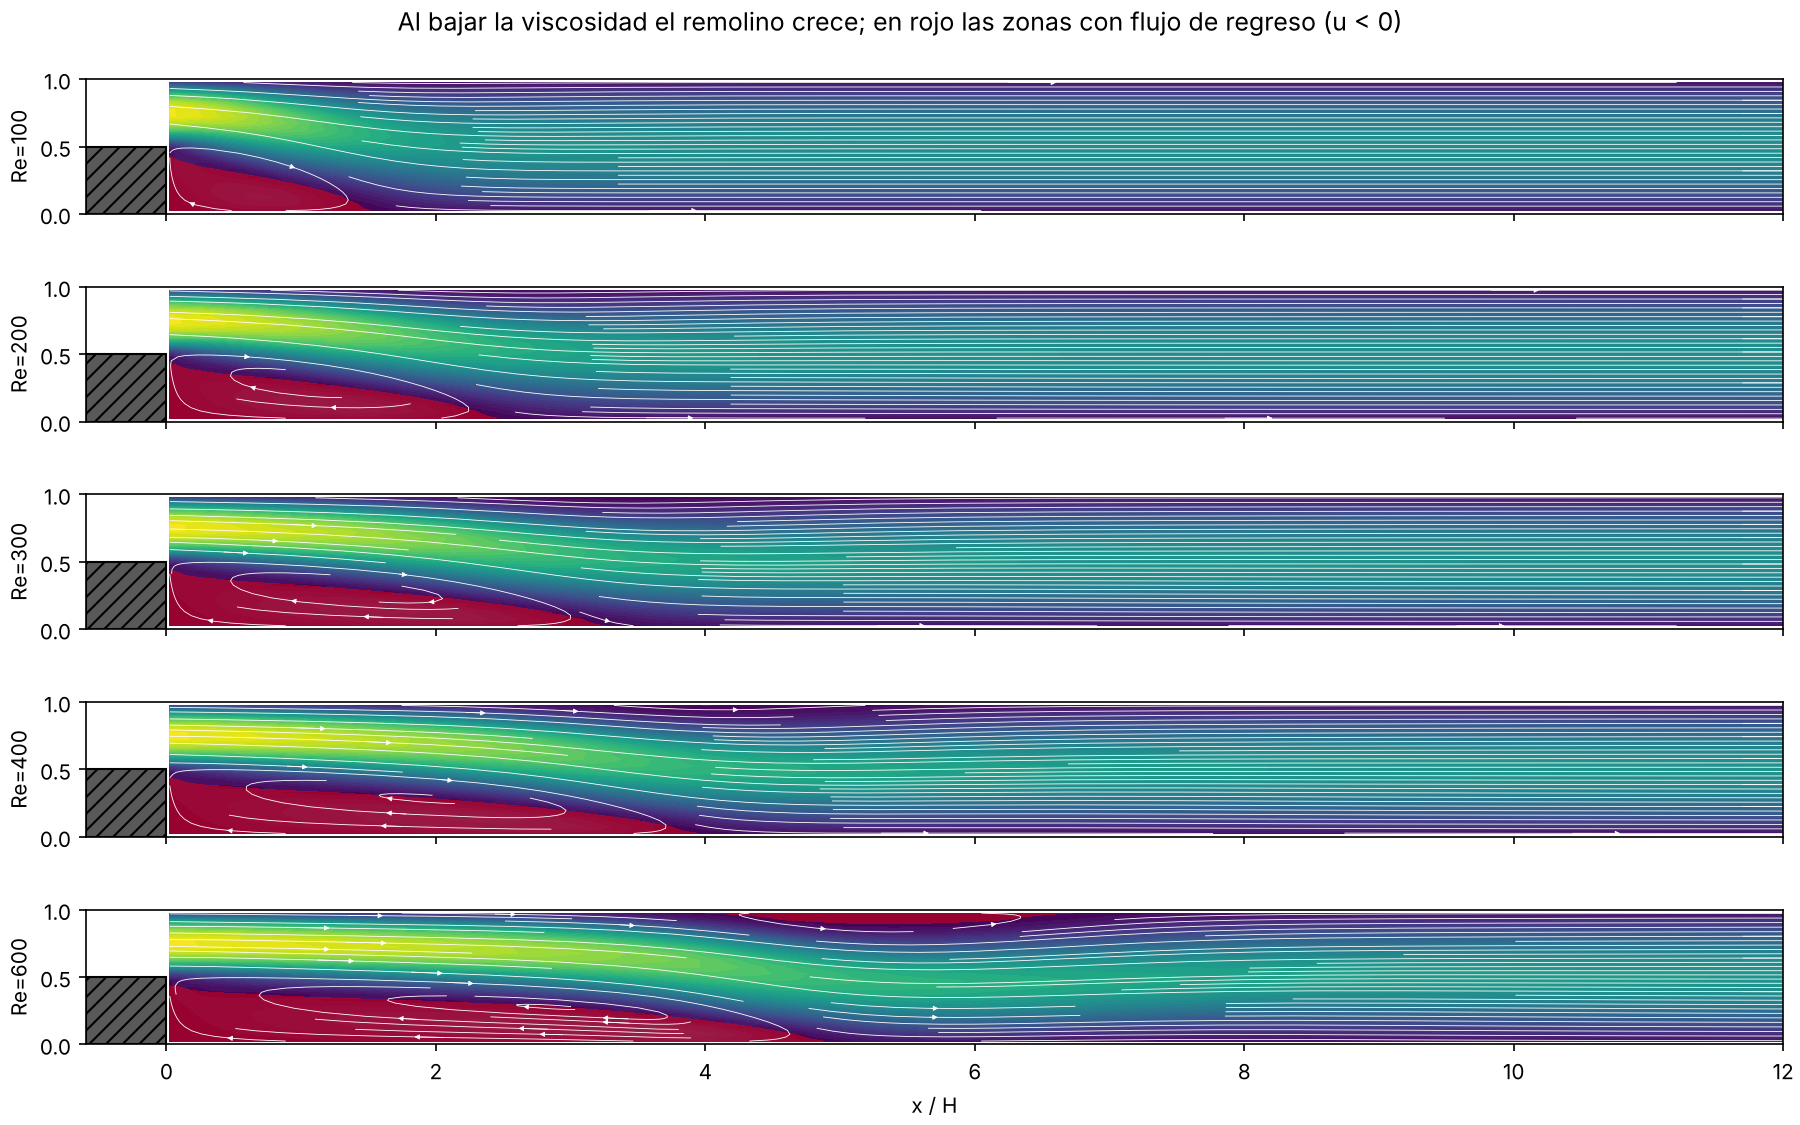 Al bajar la viscosidad el remolino crece; en rojo las zonas con flujo de regreso (u < 0)
Re=100
1.0
0.5
0.0
Re=200
1.0
0.5
0.0
Re=300
1.0
0.5
0.0
Re=400
1.0
0.5
0.0
Re=600
1.0
0.5
0.0
0 2 4 6 8 10 12
x / H